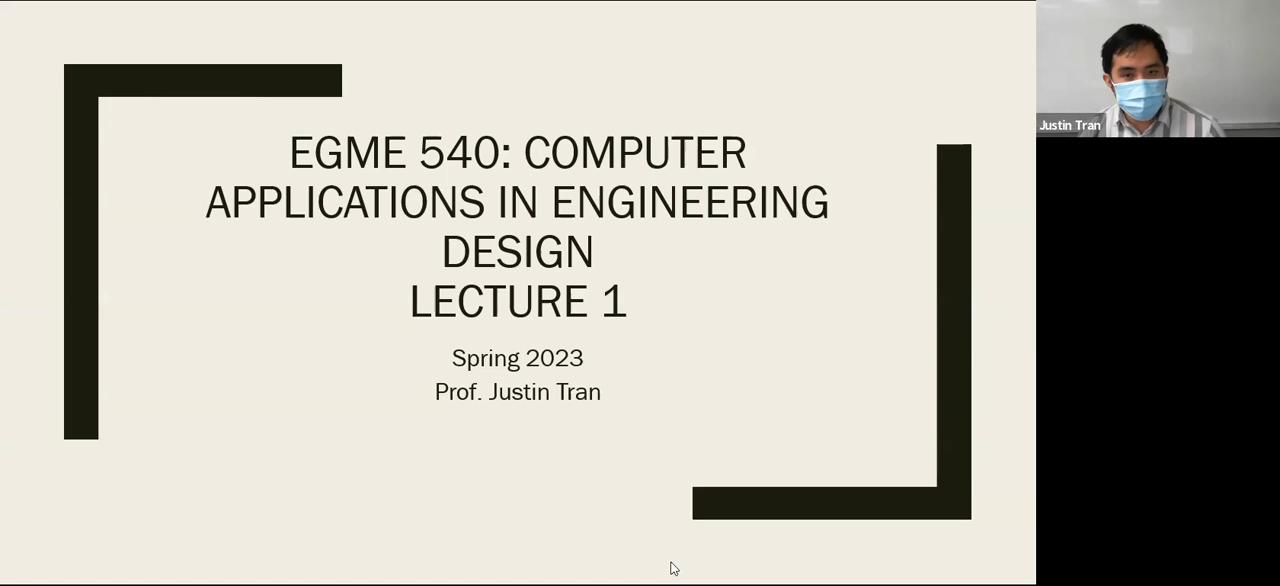 EGME 540: COMPUTER
APPLICATIONS IN ENGINEERING
DESIGN
LECTURE 1
Spring 2023
Prof. Justin Tran
Justin Tran